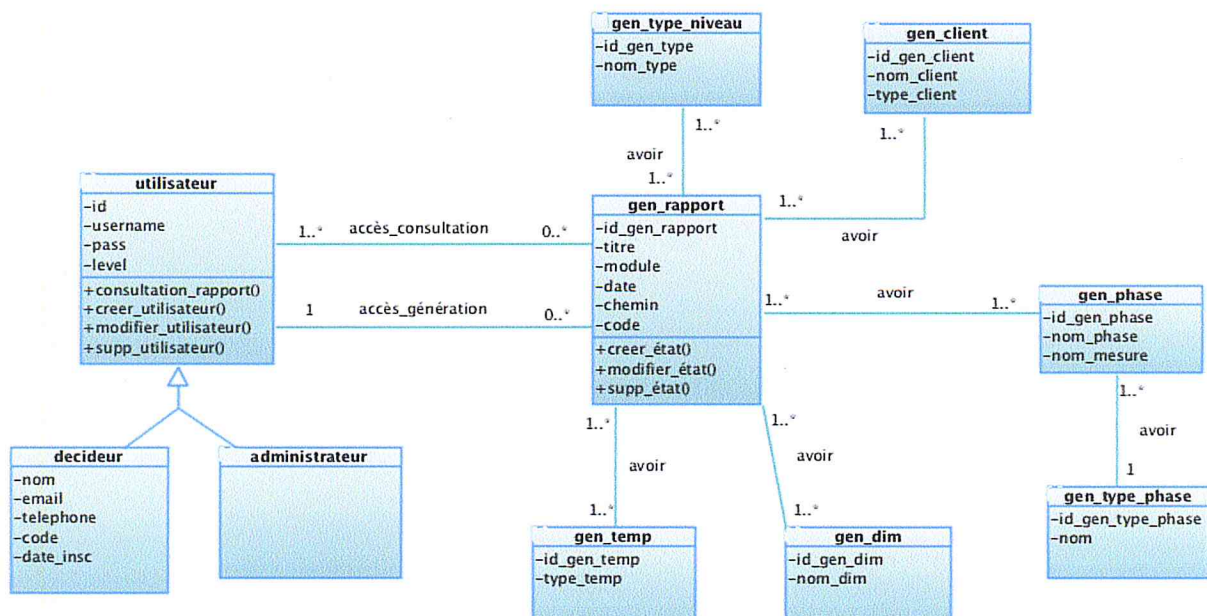 gen_type_niveau
-id_gen_type
-nom_type
gen_client
-id_gen_client
-nom_client
-type_client
1..*
avoir
1..*
1..*
1..*
avoir
utilisateur
-id
-username
-pass
-level
+consultation_rapport()
+creer_utilisateur()
+modifier_utilisateur()
+supp_utilisateur()
1..*
accès_consultation
0..*
1
accès_génération
0..*
gen_rapport
-id_gen_rapport
-titre
-module
-date
-chemin
-code
+creer_état()
+modifier_état()
+supp_état()
1..*
avoir
1..*
gen_phase
-id_gen_phase
-nom_phase
-nom_mesure
1..*
avoir
1
gen_type_phase
-id_gen_type_phase
-nom
decideur
-nom
-email
-telephone
-code
-date_insc
administrateur
1..*
avoir
1..*
gen_temp
-id_gen_temp
-type_temp
1..*
avoir
1..*
gen_dim
-id_gen_dim
-nom_dim